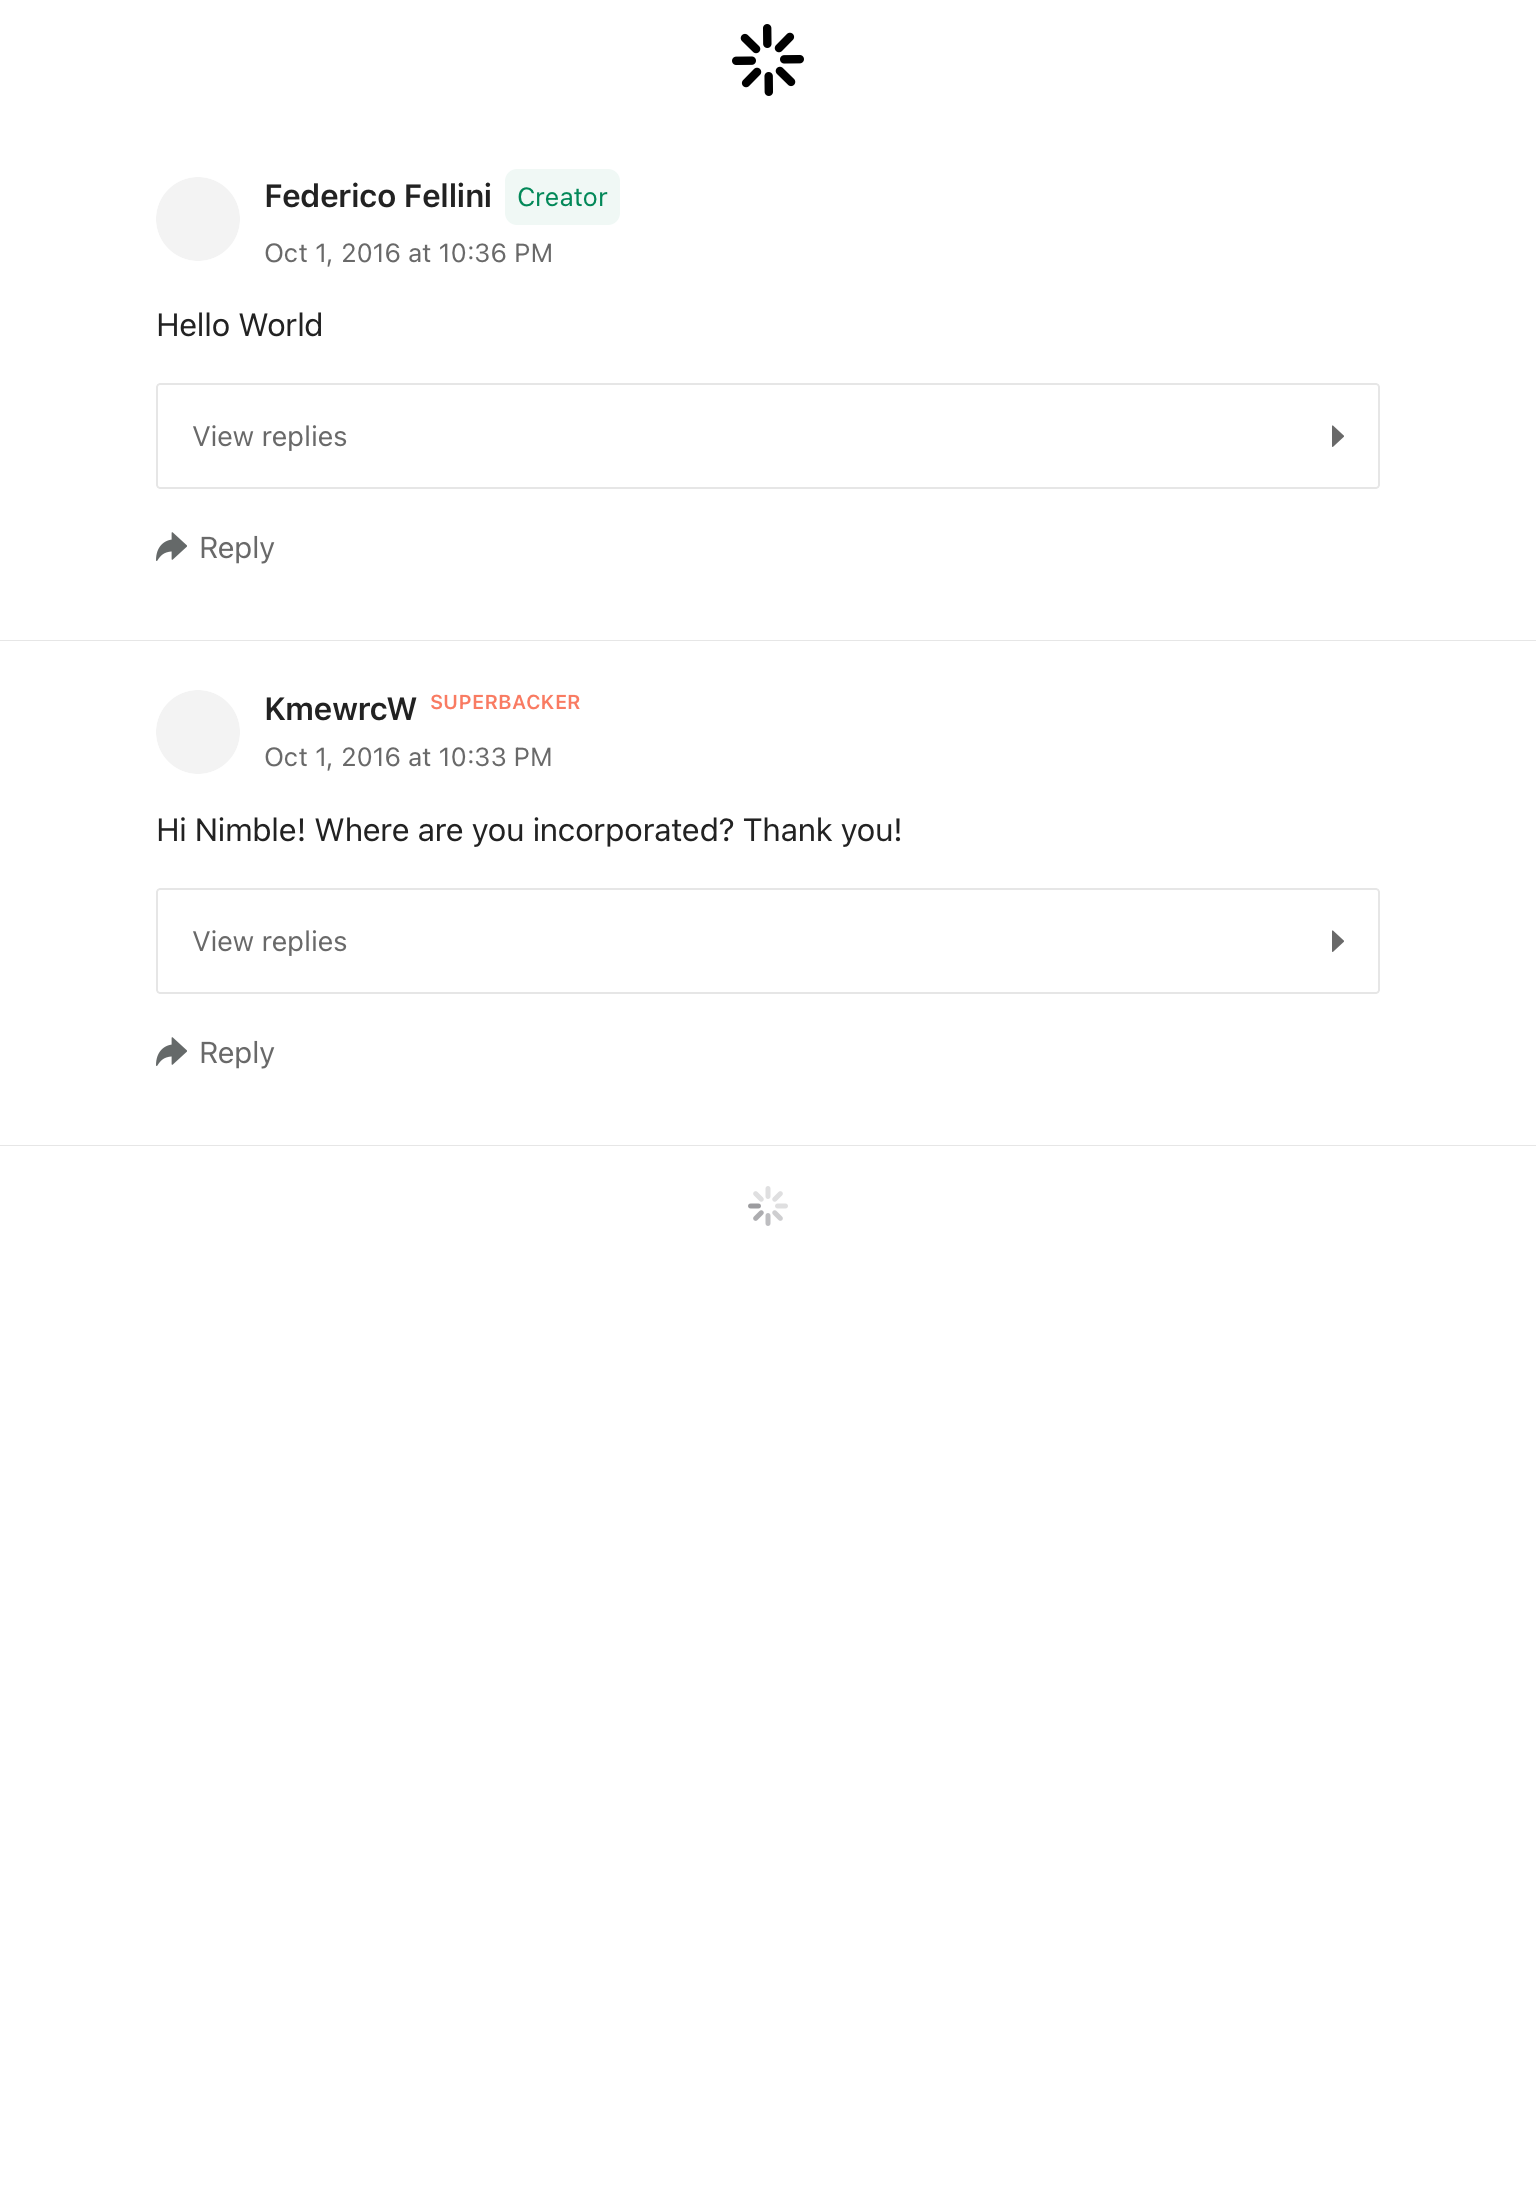 Federico Fellini Creator
Oct 1, 2016 at 10:36 PM
Hello World
View replies
Reply
KmewrcW SUPERBACKER
Oct 1, 2016 at 10:33 PM
Hi Nimble! Where are you incorporated? Thank you!
View replies
Reply